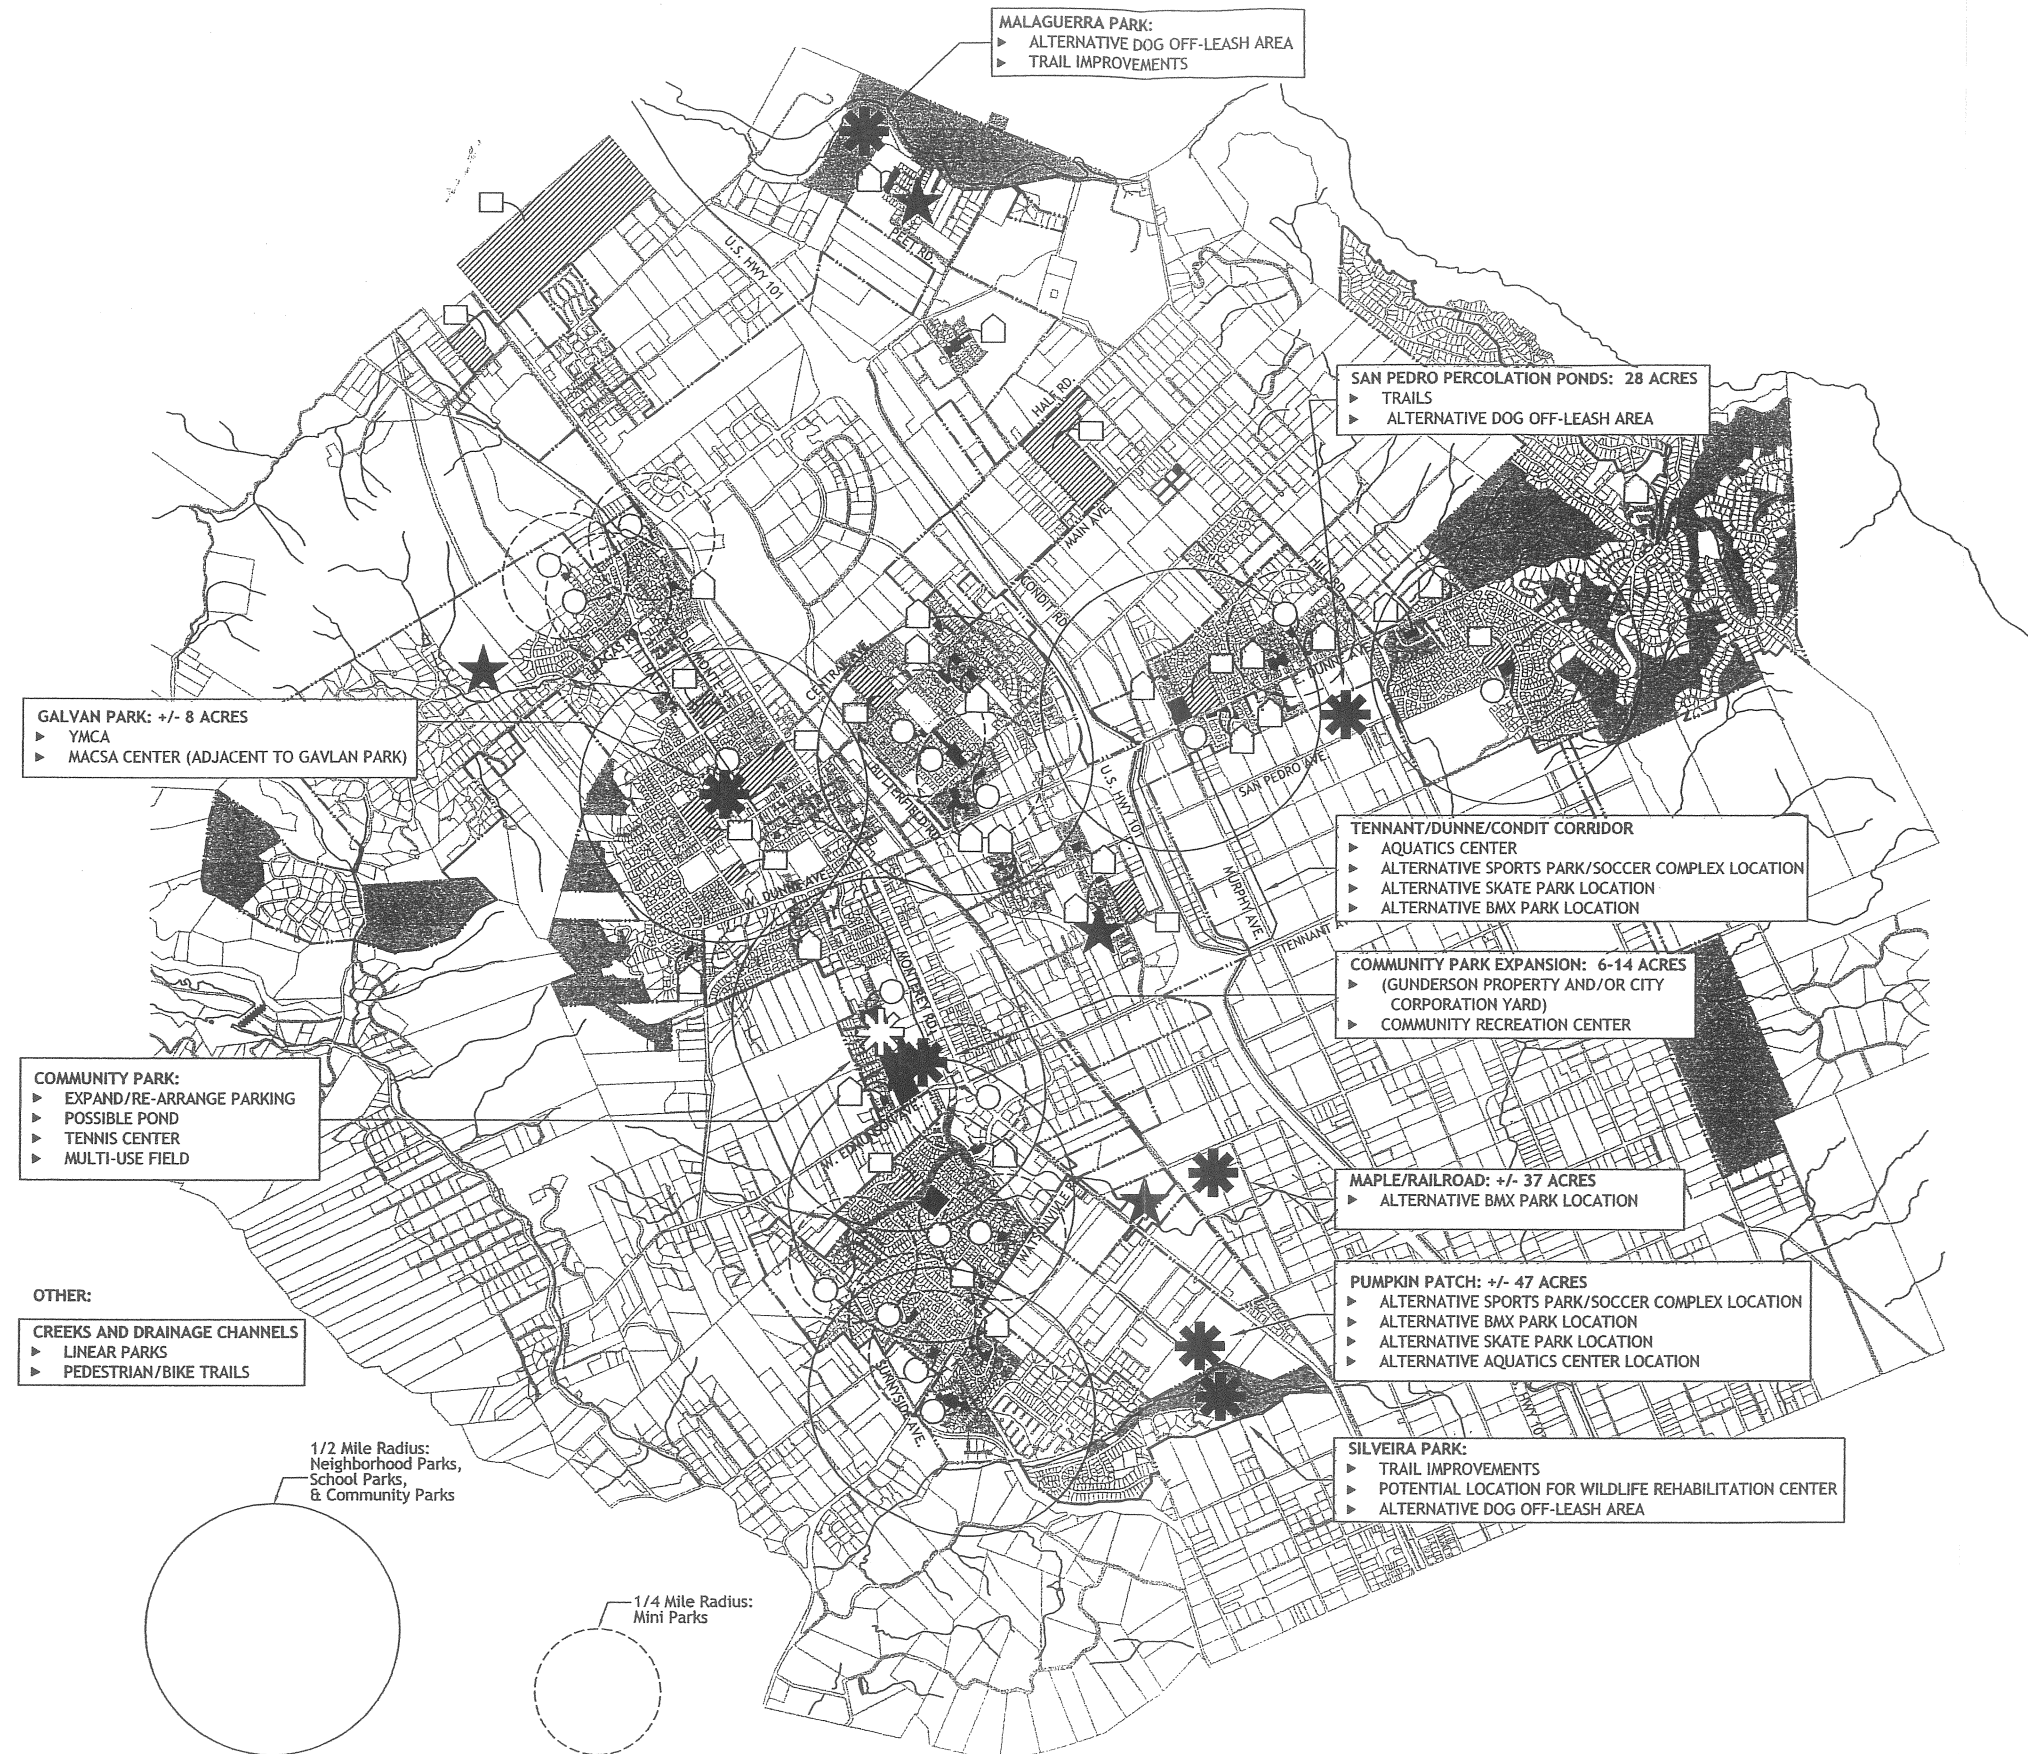 MALAGUERRA PARK:
▶ ALTERNATIVE DOG OFF-LEASH AREA
▶ TRAIL IMPROVEMENTS
PEET RD.
U.S. HWY 101
HALF RD.
SAN PEDRO PERCOLATION PONDS: 28 ACRES
▶ TRAILS
▶ ALTERNATIVE DOG OFF-LEASH AREA
MAIN AVE.
CONDIT RD.
HILL RD.
E. DUNNE AVE.
CENTRAL AVE.
GALVAN PARK: +/- 8 ACRES
▶ YMCA
▶ MACSA CENTER (ADJACENT TO GAVLAN PARK)
BUTTERFIELD RD.
U.S. HWY 101
SAN PEDRO AVE.
TENNANT/DUNNE/CONDIT CORRIDOR
▶ AQUATICS CENTER
▶ ALTERNATIVE SPORTS PARK/SOCCER COMPLEX LOCATION
▶ ALTERNATIVE SKATE PARK LOCATION
▶ ALTERNATIVE BMX PARK LOCATION
W. DUNNE AVE.
MURPHY AVE.
TENNANT AV
MONTEREY RD.
COMMUNITY PARK EXPANSION: 6-14 ACRES
▶ (GUNDERSON PROPERTY AND/OR CITY
CORPORATION YARD)
▶ COMMUNITY RECREATION CENTER
COMMUNITY PARK:
▶ EXPAND/RE-ARRANGE PARKING
▶ POSSIBLE POND
▶ TENNIS CENTER
▶ MULTI-USE FIELD
W. EDMUNDSON AVE.
MAPLE/RAILROAD: +/- 37 ACRES
▶ ALTERNATIVE BMX PARK LOCATION
PUMPKIN PATCH: +/- 47 ACRES
▶ ALTERNATIVE SPORTS PARK/SOCCER COMPLEX LOCATION
▶ ALTERNATIVE BMX PARK LOCATION
▶ ALTERNATIVE SKATE PARK LOCATION
▶ ALTERNATIVE AQUATICS CENTER LOCATION
OTHER:
CREEKS AND DRAINAGE CHANNELS
▶ LINEAR PARKS
▶ PEDESTRIAN/BIKE TRAILS
SUNNYSIDE AVE.
HWY 101
SILVEIRA PARK:
▶ TRAIL IMPROVEMENTS
▶ POTENTIAL LOCATION FOR WILDLIFE REHABILITATION CENTER
▶ ALTERNATIVE DOG OFF-LEASH AREA
1/2 Mile Radius:
Neighborhood Parks,
School Parks,
& Community Parks
1/4 Mile Radius:
Mini Parks